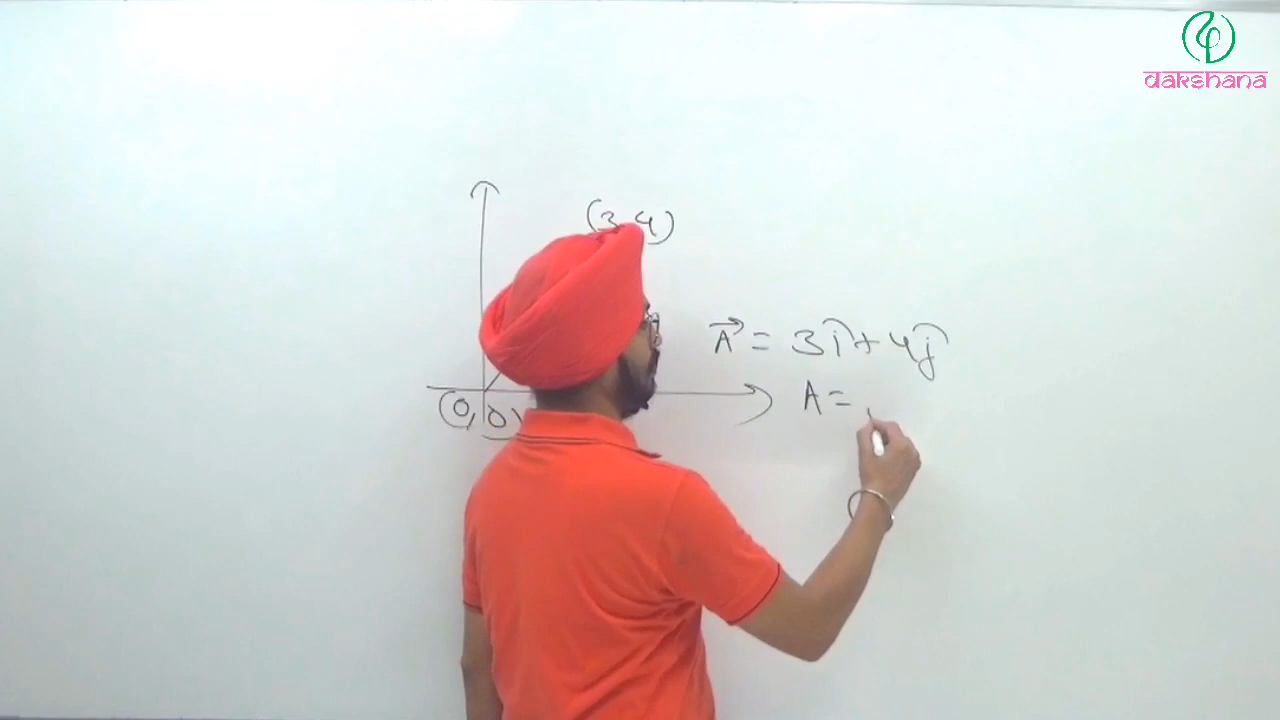 dakshana
(3,4)
A⃗ = 3î + 4ĵ
A =
(0,0)